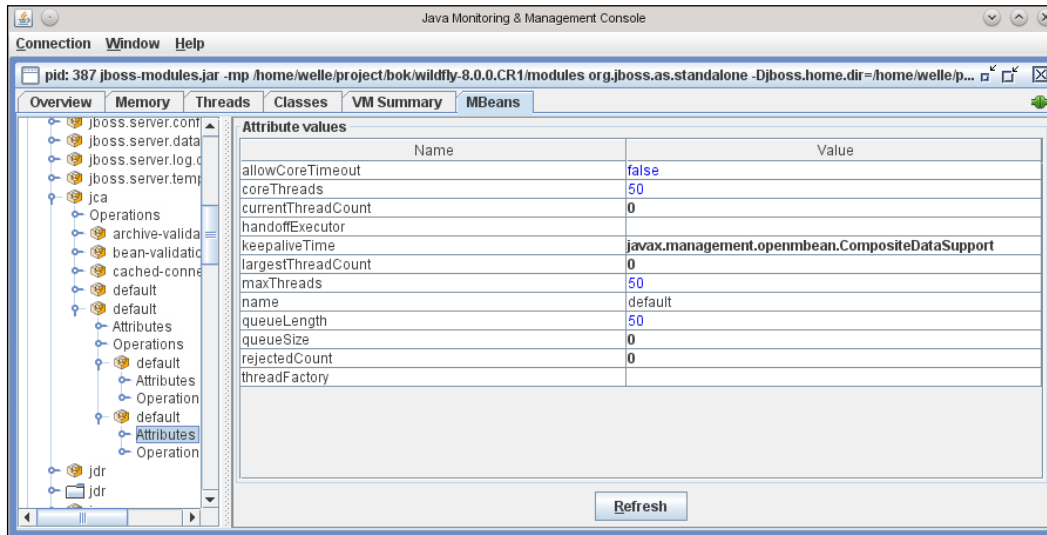 Java Monitoring & Management Console
Connection Window Help
pid: 387 jboss-modules.jar -mp /home/welle/project/bok/wildfly-8.0.0.CR1/modules org.jboss.as.standalone -Djboss.home.dir=/home/welle/p...
Overview Memory Threads Classes VM Summary MBeans
jboss.server.conf
jboss.server.data
jboss.server.log.d
jboss.server.temp
jca
Operations
archive-valida
bean-validatio
cached-conne
default
default
Attributes
Operations
default
Attributes
Operation
default
Attributes
Operation
jdr
jdr
Attribute values
Name Value
allowCoreTimeout false
coreThreads 50
currentThreadCount 0
handoffExecutor
keepaliveTime javax.management.openmbean.CompositeDataSupport
largestThreadCount 0
maxThreads 50
name default
queueLength 50
queueSize 0
rejectedCount 0
threadFactory
Refresh